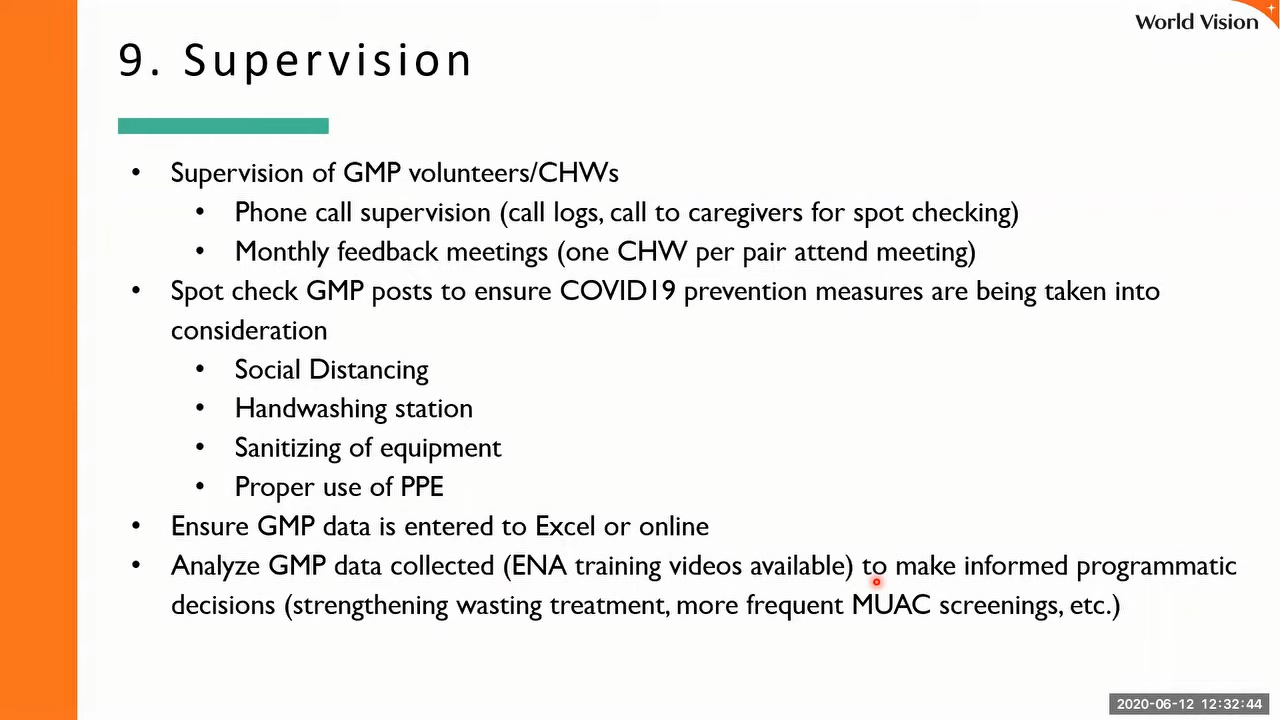 World Vision
9. Supervision
• Supervision of GMP volunteers/CHWs
• Phone call supervision (call logs, call to caregivers for spot checking)
• Monthly feedback meetings (one CHW per pair attend meeting)
• Spot check GMP posts to ensure COVID19 prevention measures are being taken into
consideration
• Social Distancing
• Handwashing station
• Sanitizing of equipment
• Proper use of PPE
• Ensure GMP data is entered to Excel or online
• Analyze GMP data collected (ENA training videos available) to make informed programmatic
decisions (strengthening wasting treatment, more frequent MUAC screenings, etc.)
2020-06-12 12:32:44